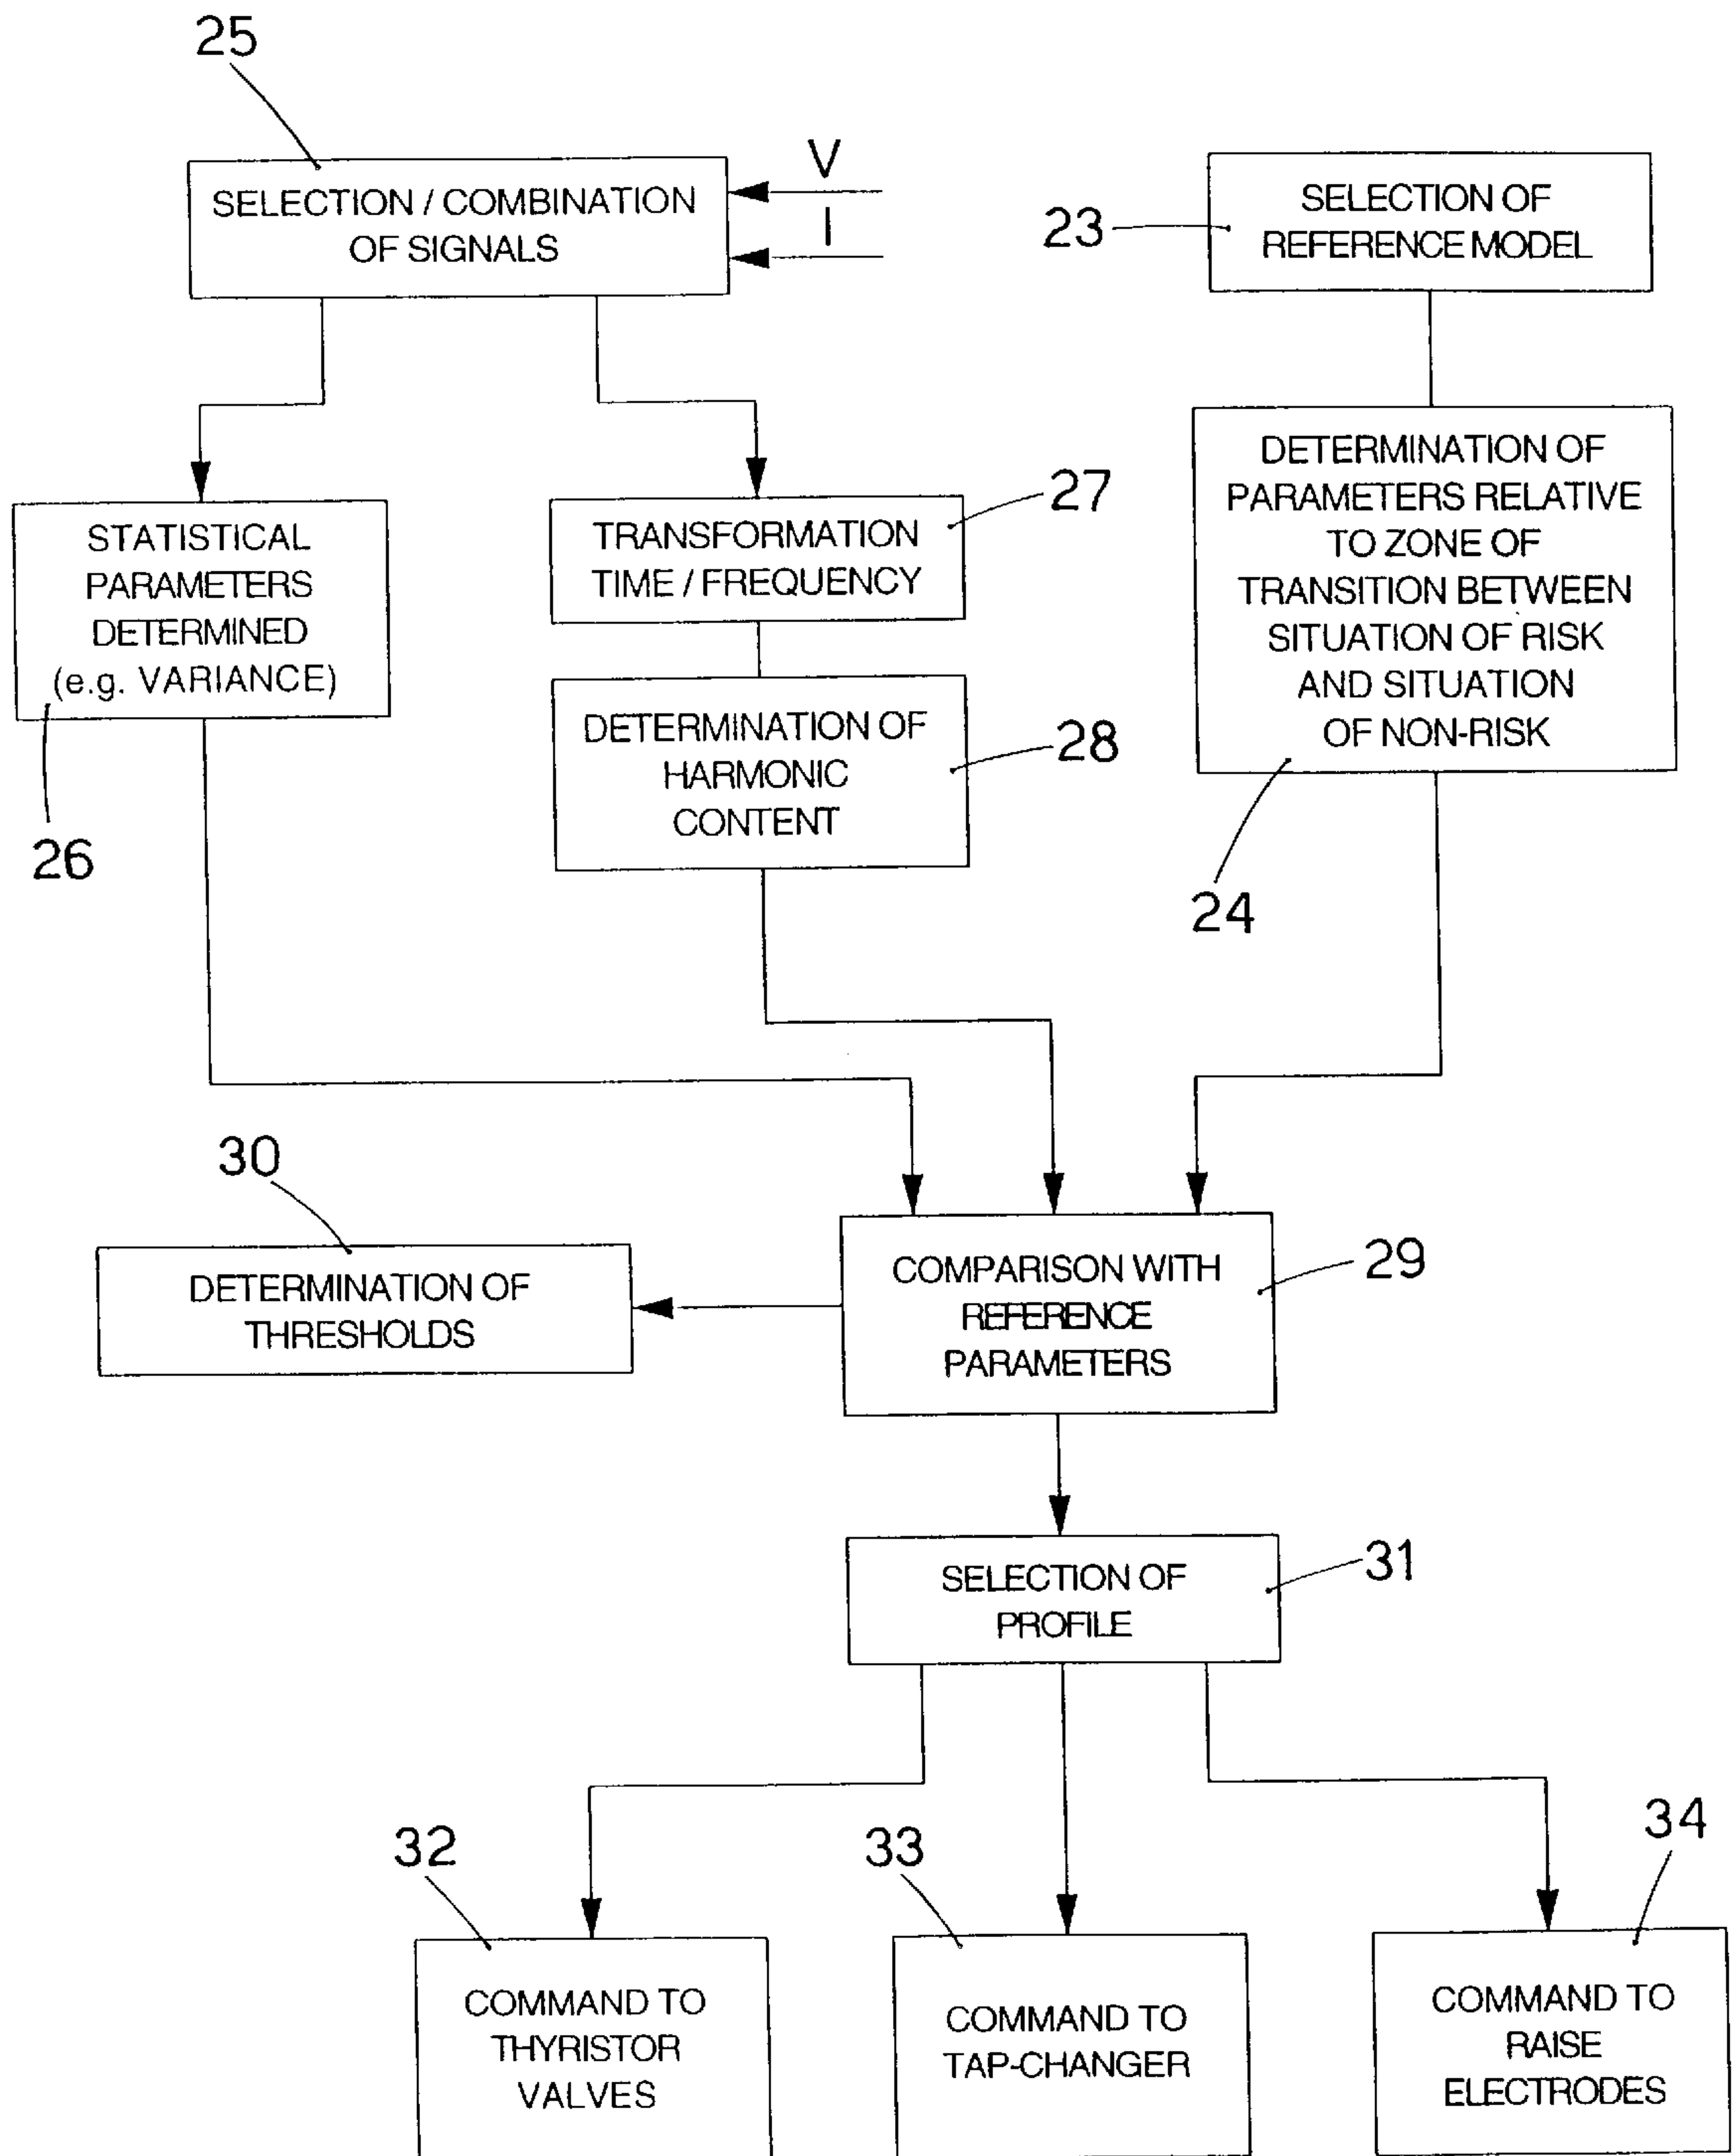 25
V
I
SELECTION / COMBINATION
OF SIGNALS
23
SELECTION OF
REFERENCE MODEL
DETERMINATION OF
PARAMETERS RELATIVE
TO ZONE OF
TRANSITION BETWEEN
SITUATION OF RISK
AND SITUATION
OF NON-RISK
24
STATISTICAL
PARAMETERS
DETERMINED
(e.g. VARIANCE)
26
TRANSFORMATION
TIME / FREQUENCY
27
DETERMINATION OF
HARMONIC
CONTENT
28
30
DETERMINATION OF
THRESHOLDS
COMPARISON WITH
REFERENCE
PARAMETERS
29
SELECTION OF
PROFILE
31
32
COMMAND TO
THYRISTOR
VALVES
33
COMMAND TO
TAP-CHANGER
34
COMMAND TO
RAISE
ELECTRODES